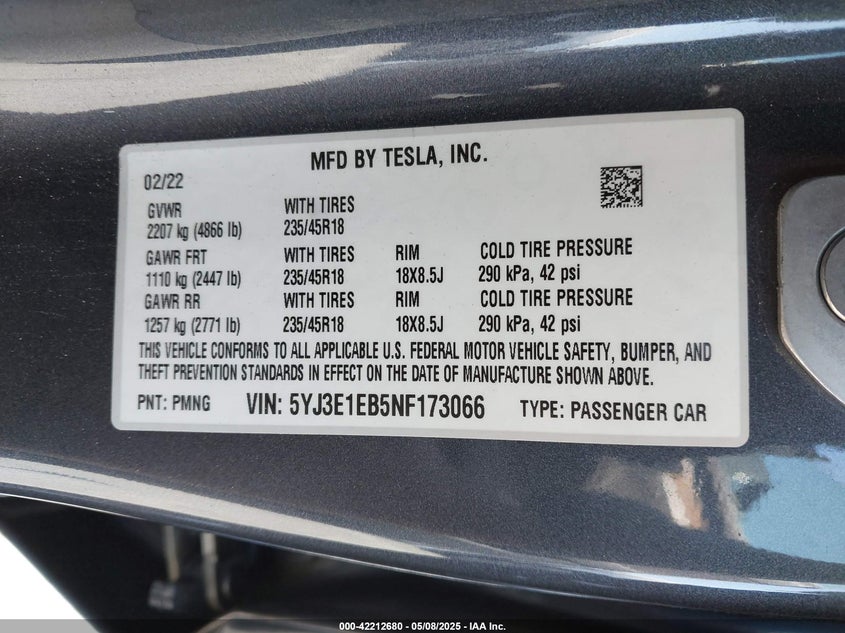 MFD BY TESLA, INC.
02/22
GVWR WITH TIRES
2207 kg (4866 lb) 235/45R18
GAWR FRT WITH TIRES RIM COLD TIRE PRESSURE
1110 kg (2447 lb) 235/45R18 18X8.5J 290 kPa, 42 psi
GAWR RR WITH TIRES RIM COLD TIRE PRESSURE
1257 kg (2771 lb) 235/45R18 18X8.5J 290 kPa, 42 psi
THIS VEHICLE CONFORMS TO ALL APPLICABLE U.S. FEDERAL MOTOR VEHICLE SAFETY, BUMPER, AND
THEFT PREVENTION STANDARDS IN EFFECT ON THE DATE OF MANUFACTURE SHOWN ABOVE.
PNT: PMNG VIN: 5YJ3E1EB5NF173066 TYPE: PASSENGER CAR
000-42212680 - 05/08/2025 - IAA Inc.